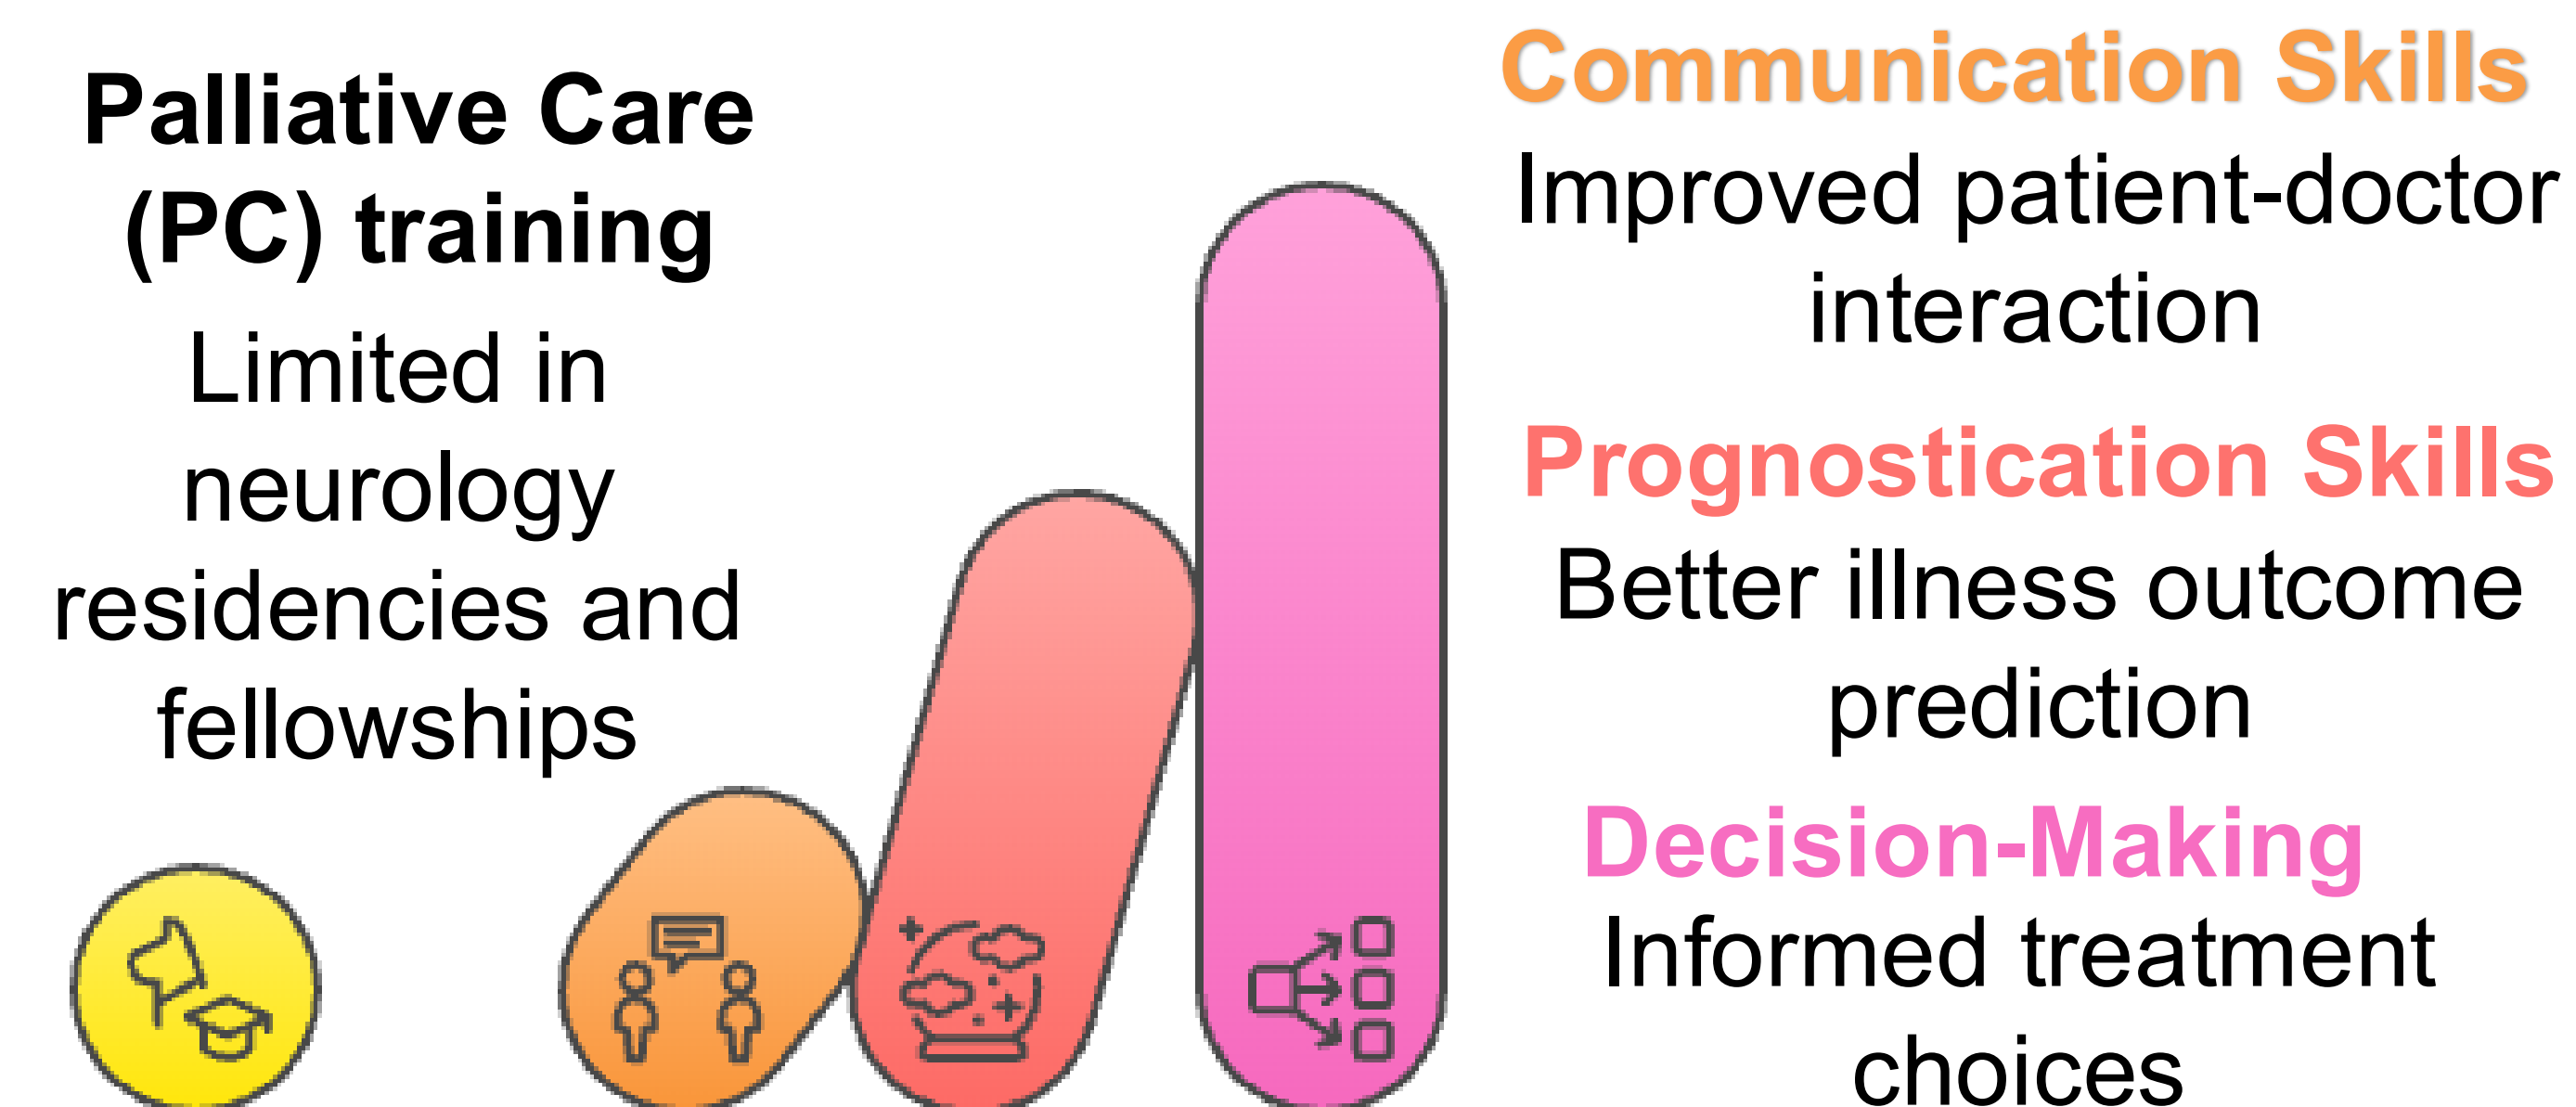 Palliative Care
(PC) training
Limited in
neurology
residencies and
fellowships
Communication Skills
Improved patient-doctor
interaction
Prognostication Skills
Better illness outcome
prediction
Decision-Making
Informed treatment
choices